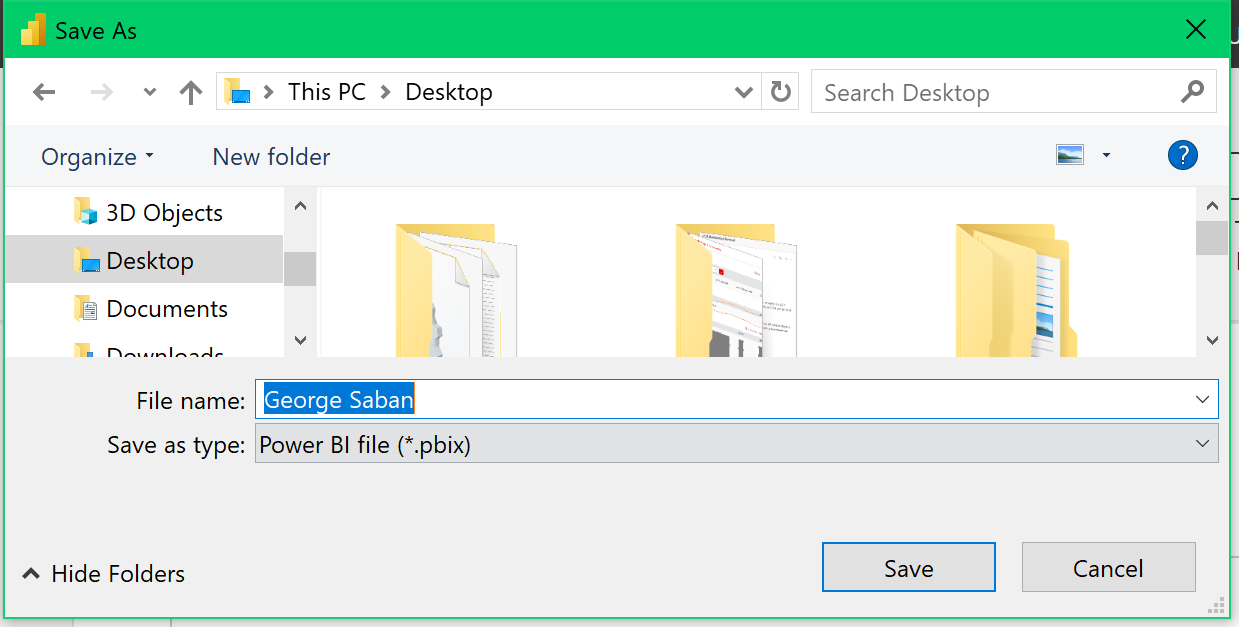 Save As
This PC > Desktop
Search Desktop
Organize
New folder
?
3D Objects
Desktop
Documents
Downloads
File name: George Saban
Save as type: Power BI file (*.pbix)
Hide Folders
Save
Cancel